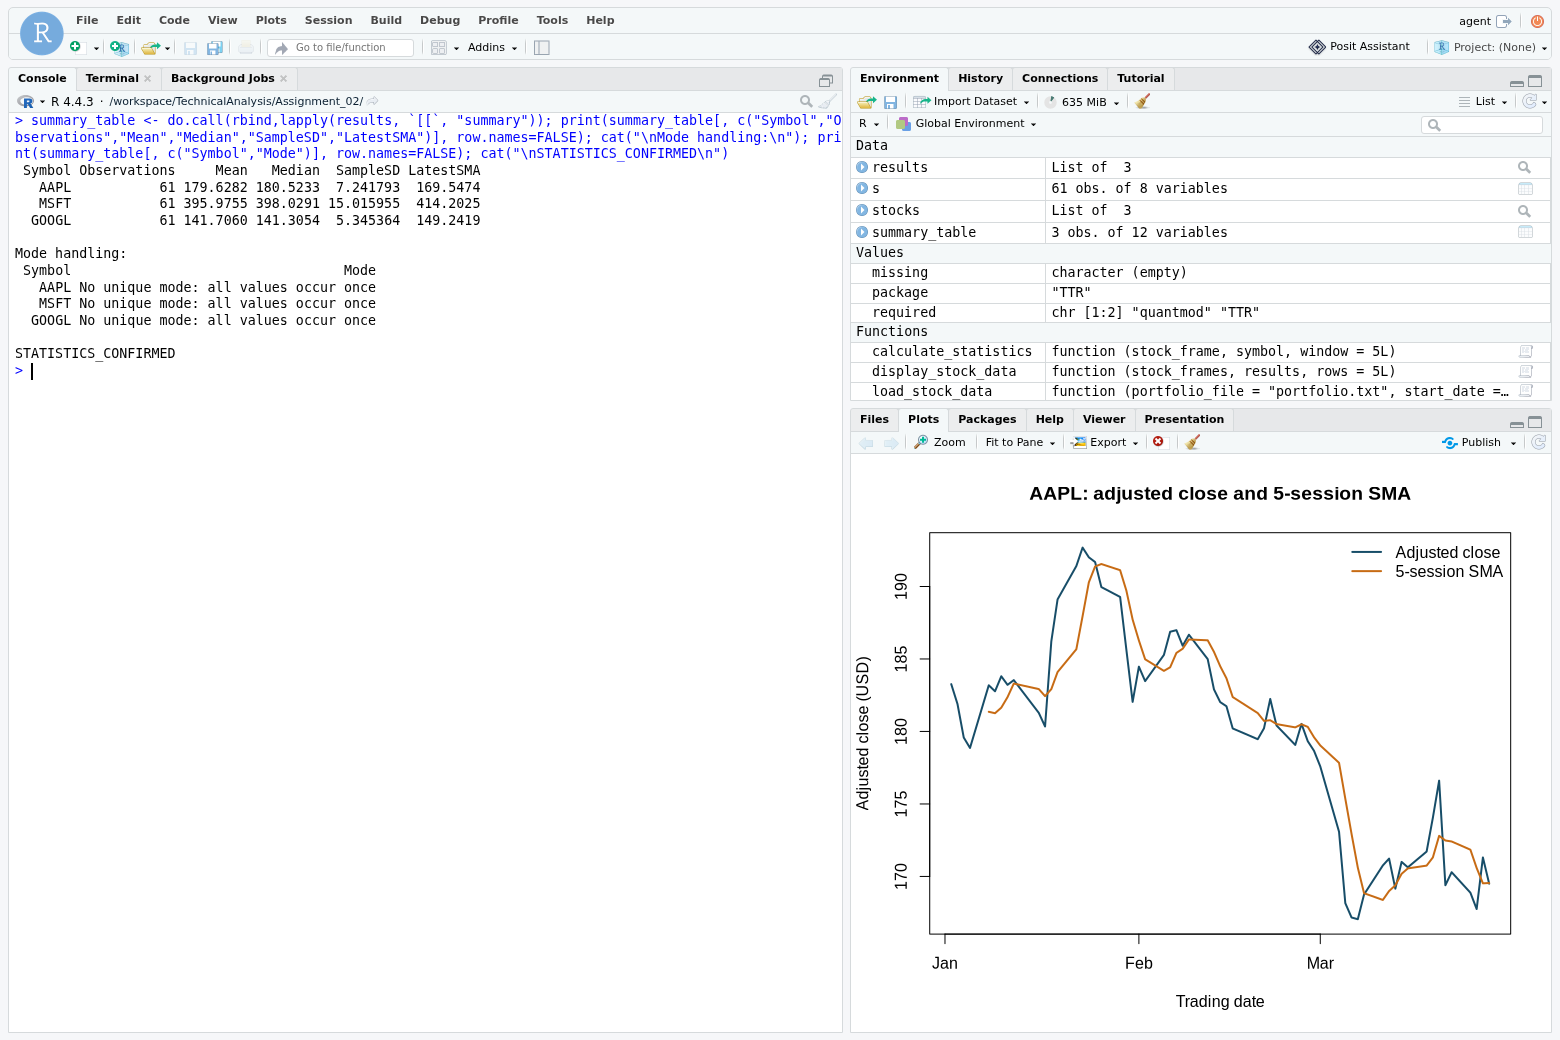 File Edit Code View Plots Session Build Debug Profile Tools Help
agent
R
Go to file/function
Addins
Posit Assistant
Project: (None)
Console Terminal Background Jobs
R 4.4.3 · /workspace/TechnicalAnalysis/Assignment_02/
> summary_table <- do.call(rbind,lapply(results, `[[`, "summary")); print(summary_table[, c("Symbol","O
bservations","Mean","Median","SampleSD","LatestSMA")], row.names=FALSE); cat("\nMode handling:\n"); pri
nt(summary_table[, c("Symbol","Mode")], row.names=FALSE); cat("\nSTATISTICS_CONFIRMED\n")
Symbol Observations Mean Median SampleSD LatestSMA
AAPL 61 179.6282 180.5233 7.241793 169.5474
MSFT 61 395.9755 398.0291 15.015955 414.2025
GOOGL 61 141.7060 141.3054 5.345364 149.2419
Mode handling:
Symbol Mode
AAPL No unique mode: all values occur once
MSFT No unique mode: all values occur once
GOOGL No unique mode: all values occur once
STATISTICS_CONFIRMED
>
Environment History Connections Tutorial
Import Dataset 635 MiB List
R Global Environment
Data
results List of 3
s 61 obs. of 8 variables
stocks List of 3
summary_table 3 obs. of 12 variables
Values
missing character (empty)
package "TTR"
required chr [1:2] "quantmod" "TTR"
Functions
calculate_statistics function (stock_frame, symbol, window = 5L)
display_stock_data function (stock_frames, results, rows = 5L)
load_stock_data function (portfolio_file = "portfolio.txt", start_date =…
Files Plots Packages Help Viewer Presentation
Zoom Fit to Pane Export Publish
AAPL: adjusted close and 5-session SMA
Adjusted close
5-session SMA
Adjusted close (USD)
190
185
180
175
170
Jan Feb Mar
Trading date